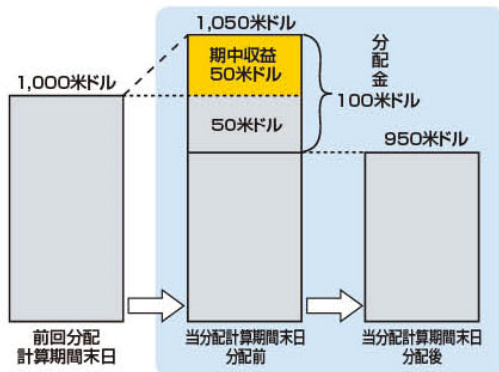 1,050米ドル
期中収益
50米ドル
分配金
100米ドル
1,000米ドル
50米ドル
950米ドル
前回分配
計算期間末日
当分配計算期間末日
分配前
当分配計算期間末日
分配後